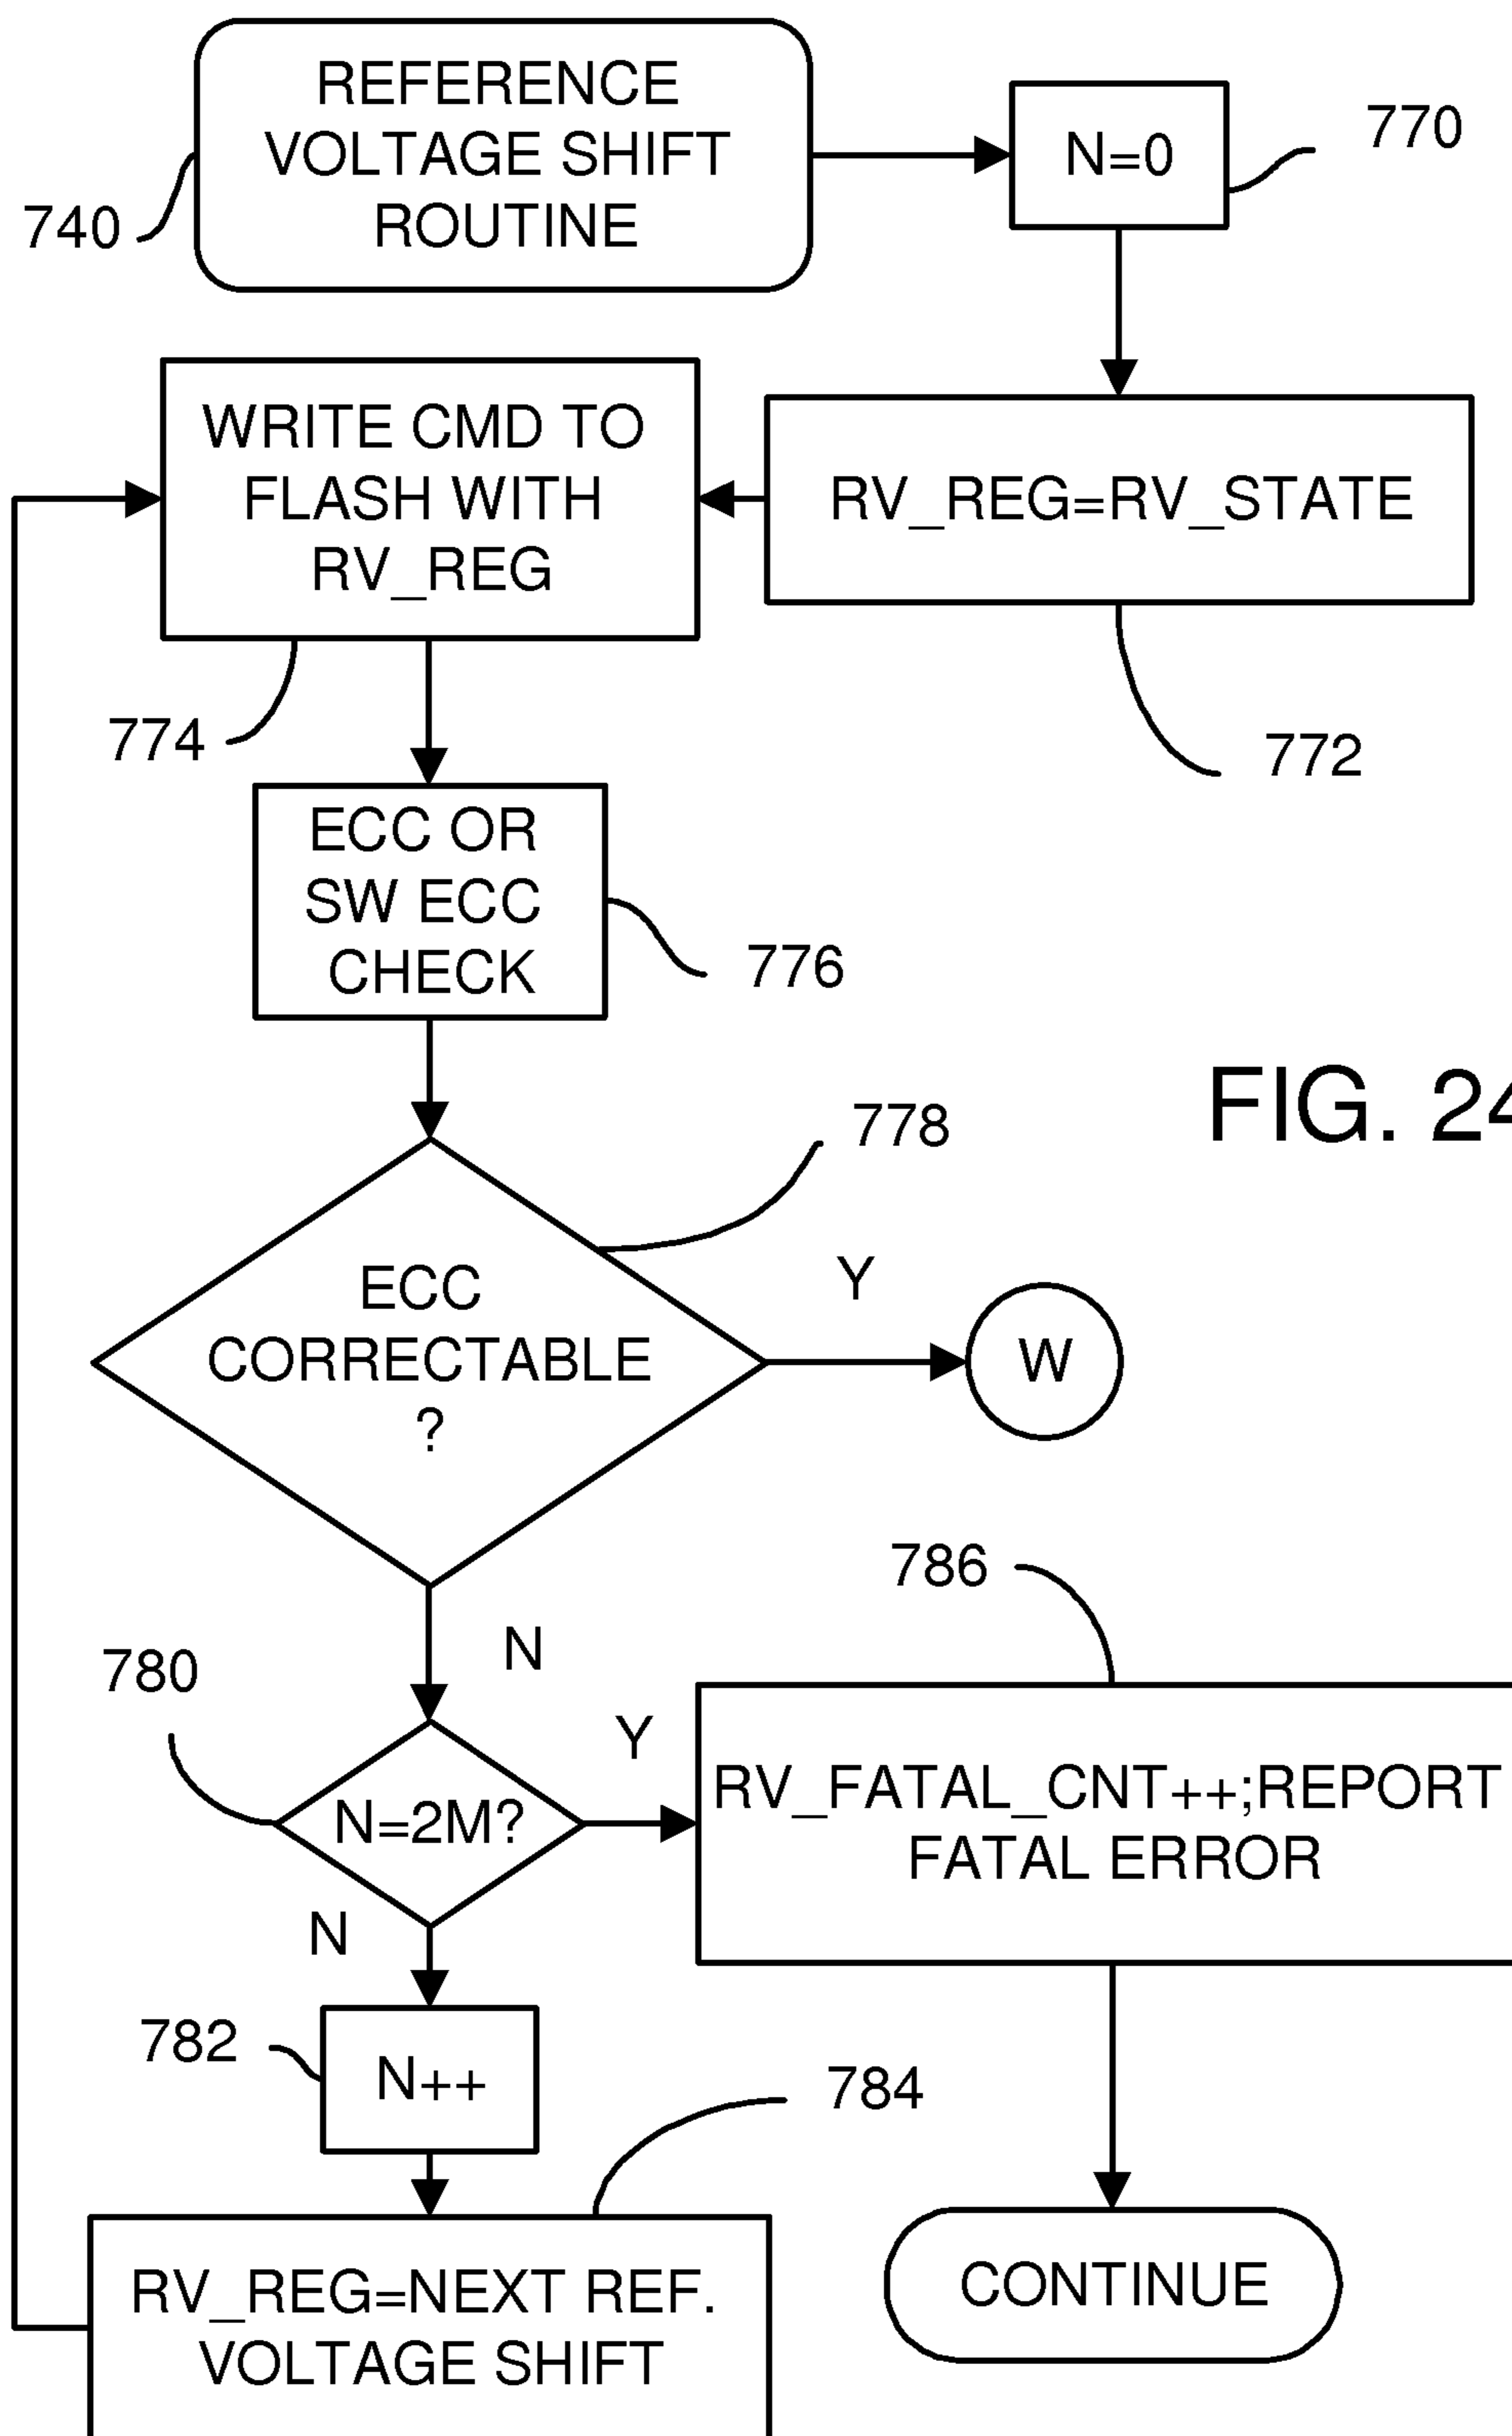 REFERENCE
VOLTAGE SHIFT
ROUTINE
740
N=0
770
WRITE CMD TO
FLASH WITH
RV_REG
774
RV_REG=RV_STATE
772
ECC OR
SW ECC
CHECK
776
FIG. 24
778
ECC
CORRECTABLE
?
Y
W
N
780
N=2M?
Y
786
RV_FATAL_CNT++;REPORT
FATAL ERROR
N
782
N++
784
RV_REG=NEXT REF.
VOLTAGE SHIFT
CONTINUE